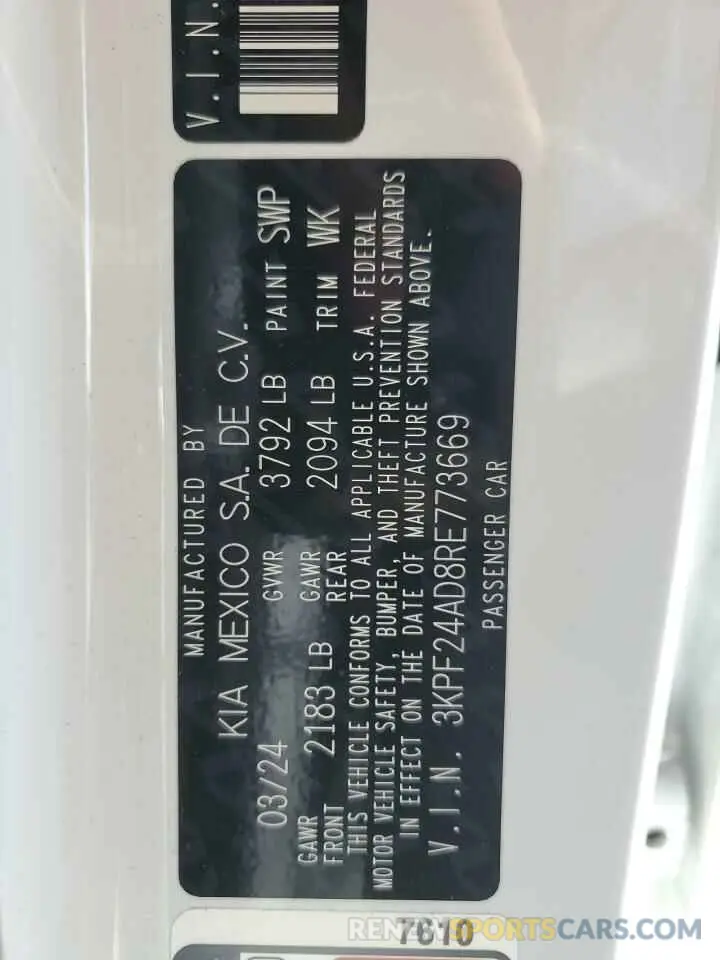 V.I.N.
MANUFACTURED BY
KIA MEXICO S.A. DE C.V.
03/24 GVWR 3792 LB PAINT SWP
GAWR FRONT 2183 LB GAWR REAR 2094 LB TRIM WK
THIS VEHICLE CONFORMS TO ALL APPLICABLE U.S.A. FEDERAL
MOTOR VEHICLE SAFETY, BUMPER, AND THEFT PREVENTION STANDARDS
IN EFFECT ON THE DATE OF MANUFACTURE SHOWN ABOVE.
V.I.N. 3KPF24AD8RE773669
PASSENGER CAR
7610
RENEWSPORTSCARS.COM